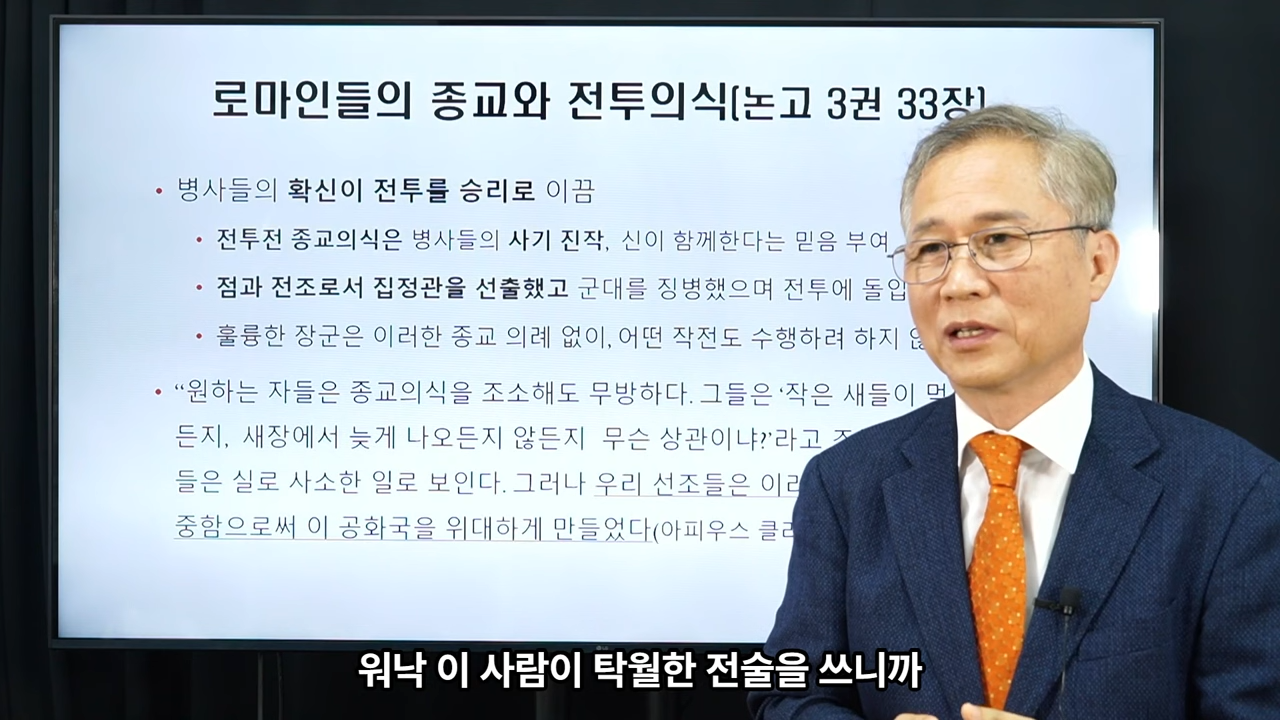 로마인들의 종교와 전투의식(논고 3권 33장)
• 병사들의 확신이 전투를 승리로 이끔
• 전투전 종교의식은 병사들의 사기 진작, 신이 함께한다는 믿음 부여
• 점과 전조로서 집정관을 선출했고 군대를 징병했으며 전투에 돌입
• 훌륭한 장군은 이러한 종교 의례 없이, 어떤 작전도 수행하려 하지
• “원하는 자들은 종교의식을 조소해도 무방하다. 그들은 ‘작은 새들이
든지, 새장에서 늦게 나오든지 않든지 무슨 상관이냐?’라고
들은 실로 사소한 일로 보인다. 그러나 우리 선조들은
중함으로써 이 공화국을 위대하게 만들었다(아피우스
워낙 이 사람이 탁월한 전술을 쓰니까